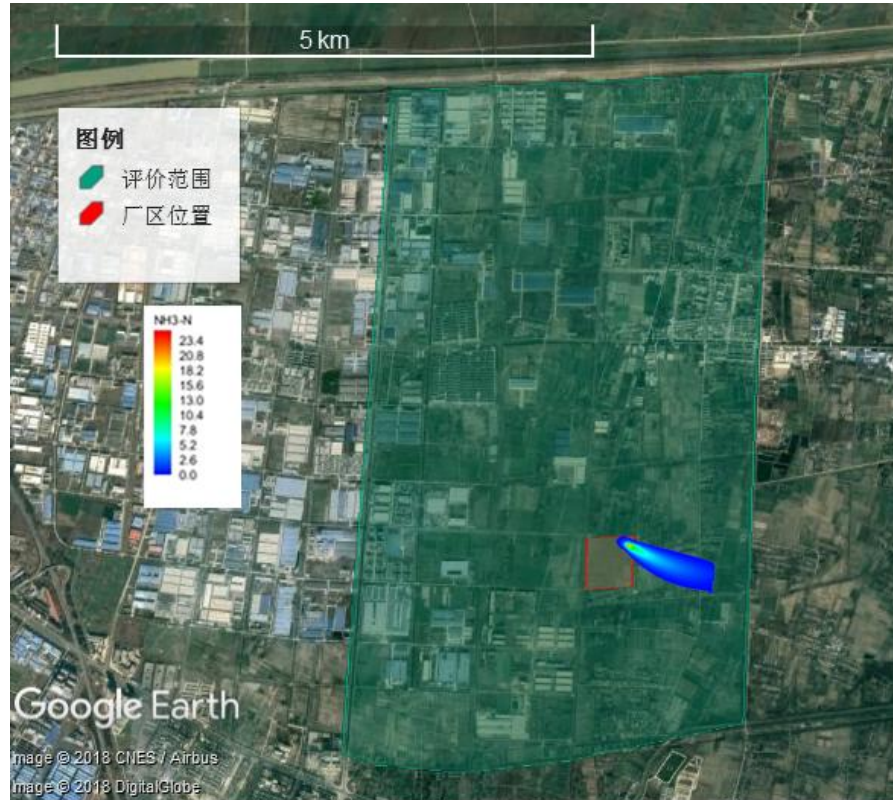 5 km
图例
评价范围
厂区位置
NH3-N
23.4
20.8
18.2
15.6
13.0
10.4
7.8
5.2
2.6
0.0
Google Earth
mage © 2018 CNES / Airbus
mage © 2018 DigitalGlobe